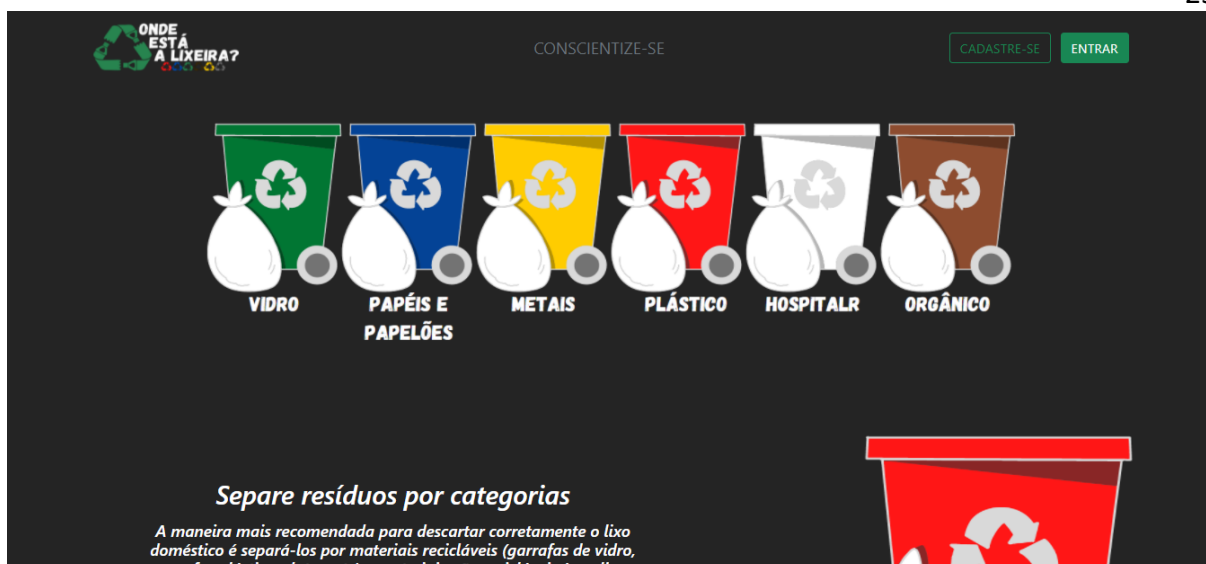 ONDE
ESTÁ
A LIXEIRA?
CONSCIENTIZE-SE
CADASTRE-SE
ENTRAR
VIDRO
PAPÉIS E
PAPELÕES
METAIS
PLÁSTICO
HOSPITALR
ORGÂNICO
Separe resíduos por categorias
A maneira mais recomendada para descartar corretamente o lixo
doméstico é separá-los por materiais recicláveis (garrafas de vidro,